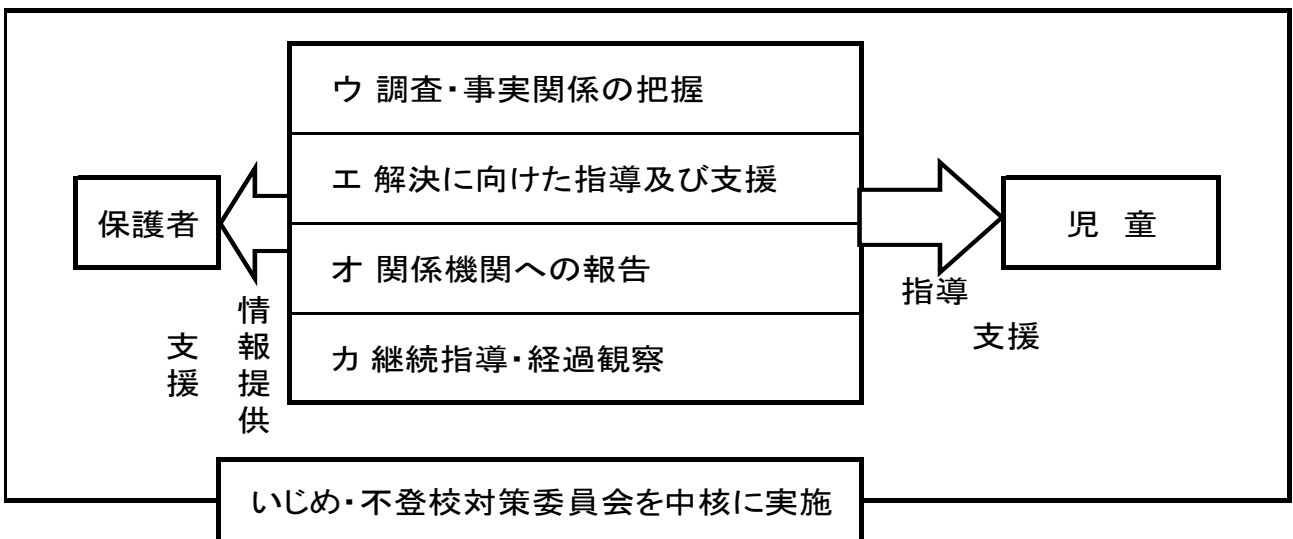 ウ 調査・事実関係の把握
エ 解決に向けた指導及び支援
保護者
児 童
オ 関係機関への報告
指導
支援
カ 継続指導・経過観察
情報提供
支援
いじめ・不登校対策委員会を中核に実施